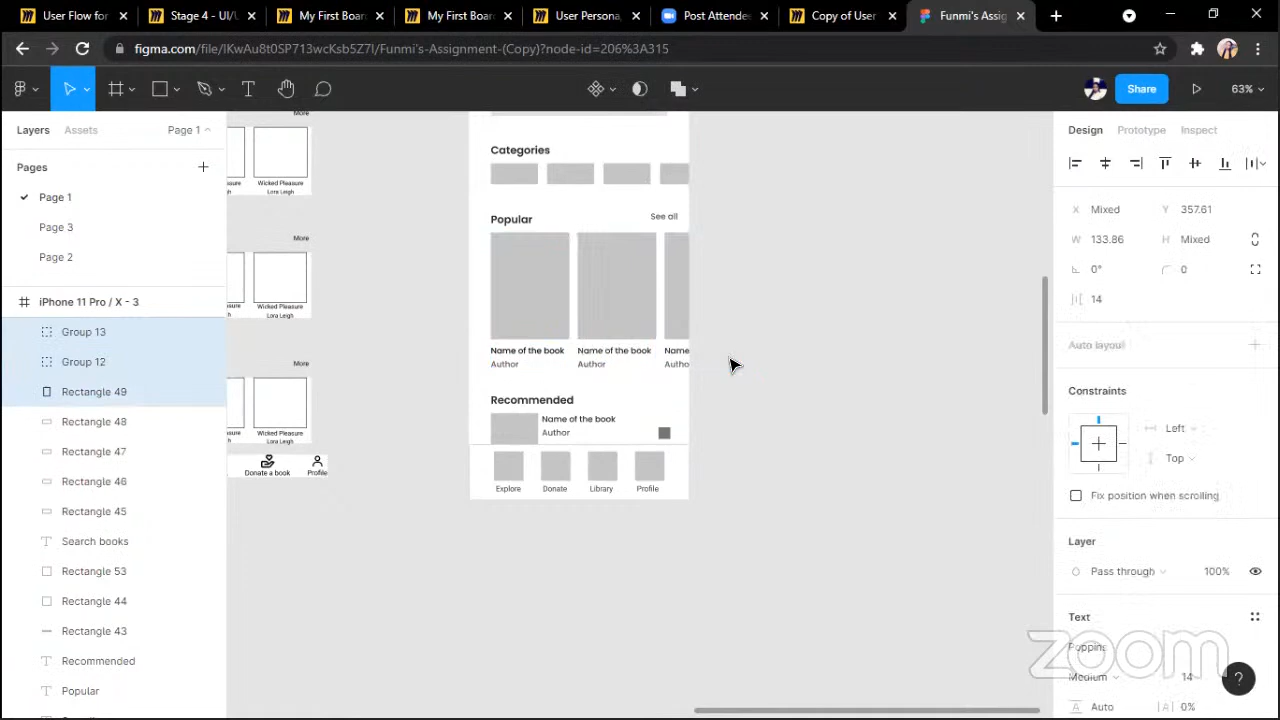 User Flow for
Stage 4 - UI/U
My First Boar
My First Boar
User Persona,
Post Attende
Copy of User
Funmi's Assig
figma.com/file/lKwAu8t0SP713wcKsb5Z7l/Funmi's-Assignment-(Copy)?node-id=206%3A315
Share
63%
Layers
Assets
Page 1
Pages
Page 1
Page 3
Page 2
iPhone 11 Pro / X - 3
Group 13
Group 12
Rectangle 49
Rectangle 48
Rectangle 47
Rectangle 46
Rectangle 45
Search books
Rectangle 53
Rectangle 44
Rectangle 43
Recommended
Popular
More
asure
Wicked Pleasure
Lora Leigh
More
asure
Wicked Pleasure
Lora Leigh
More
asure
Wicked Pleasure
Lora Leigh
Donate a book
Profile
Categories
Popular
See all
Name of the book
Name of the book
Name
Author
Author
Autho
Recommended
Name of the book
Author
Explore
Donate
Library
Profile
Design
Prototype
Inspect
X Mixed
Y 357.61
W 133.86
H Mixed
0°
0
14
Auto layout
Constraints
Left
Top
Fix position when scrolling
Layer
Pass through
100%
Text
Poppins
Medium
14
Auto
0%
zoom
?